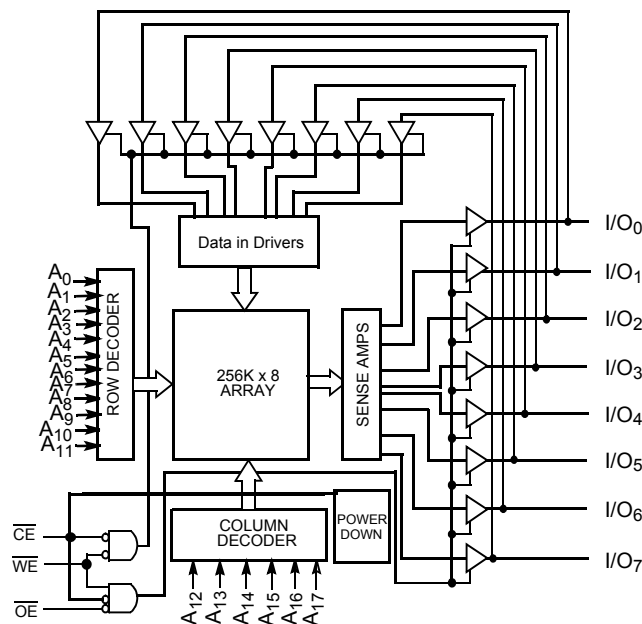 Data in Drivers
I/O0
I/O1
I/O2
I/O3
I/O4
I/O5
I/O6
I/O7
A0
A1
A2
A3
A4
A5
A6
A7
A8
A9
A10
A11
ROW DECODER
256K x 8
ARRAY
SENSE AMPS
COLUMN
DECODER
POWER
DOWN
CE
WE
OE
A12
A13
A14
A15
A16
A17